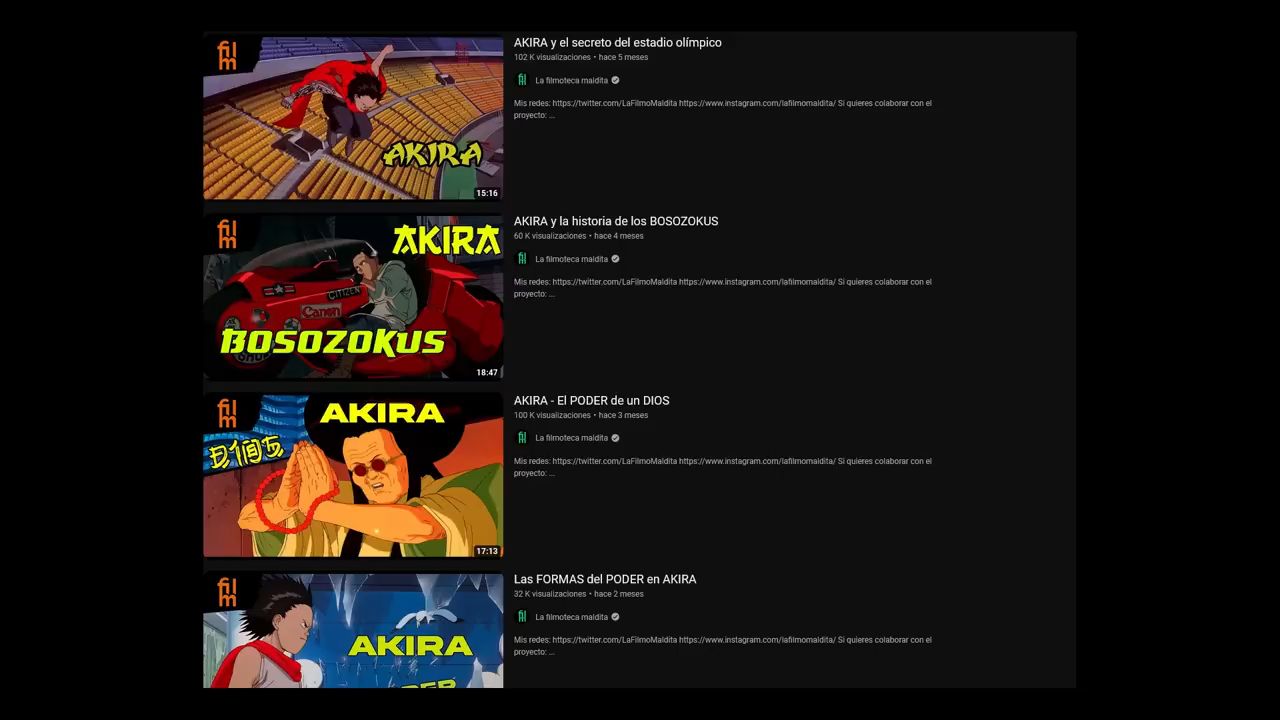 fil
m
AKIRA
15:16
AKIRA y el secreto del estadio olímpico
102 K visualizaciones • hace 5 meses
La filmoteca maldita
Mis redes: https://twitter.com/LaFilmoMaldita https://www.instagram.com/lafilmomaldita/ Si quieres colaborar con el
proyecto: ...
fil
m
AKIRA
CITIZEN
Canon
BOSOZOKUS
18:47
AKIRA y la historia de los BOSOZOKUS
60 K visualizaciones • hace 4 meses
La filmoteca maldita
Mis redes: https://twitter.com/LaFilmoMaldita https://www.instagram.com/lafilmomaldita/ Si quieres colaborar con el
proyecto: ...
fil
m
AKIRA
DIOS
17:13
AKIRA - El PODER de un DIOS
100 K visualizaciones • hace 3 meses
La filmoteca maldita
Mis redes: https://twitter.com/LaFilmoMaldita https://www.instagram.com/lafilmomaldita/ Si quieres colaborar con el
proyecto: ...
fil
m
AKIRA
Las FORMAS del PODER en AKIRA
32 K visualizaciones • hace 2 meses
La filmoteca maldita
Mis redes: https://twitter.com/LaFilmoMaldita https://www.instagram.com/lafilmomaldita/ Si quieres colaborar con el
proyecto: ...